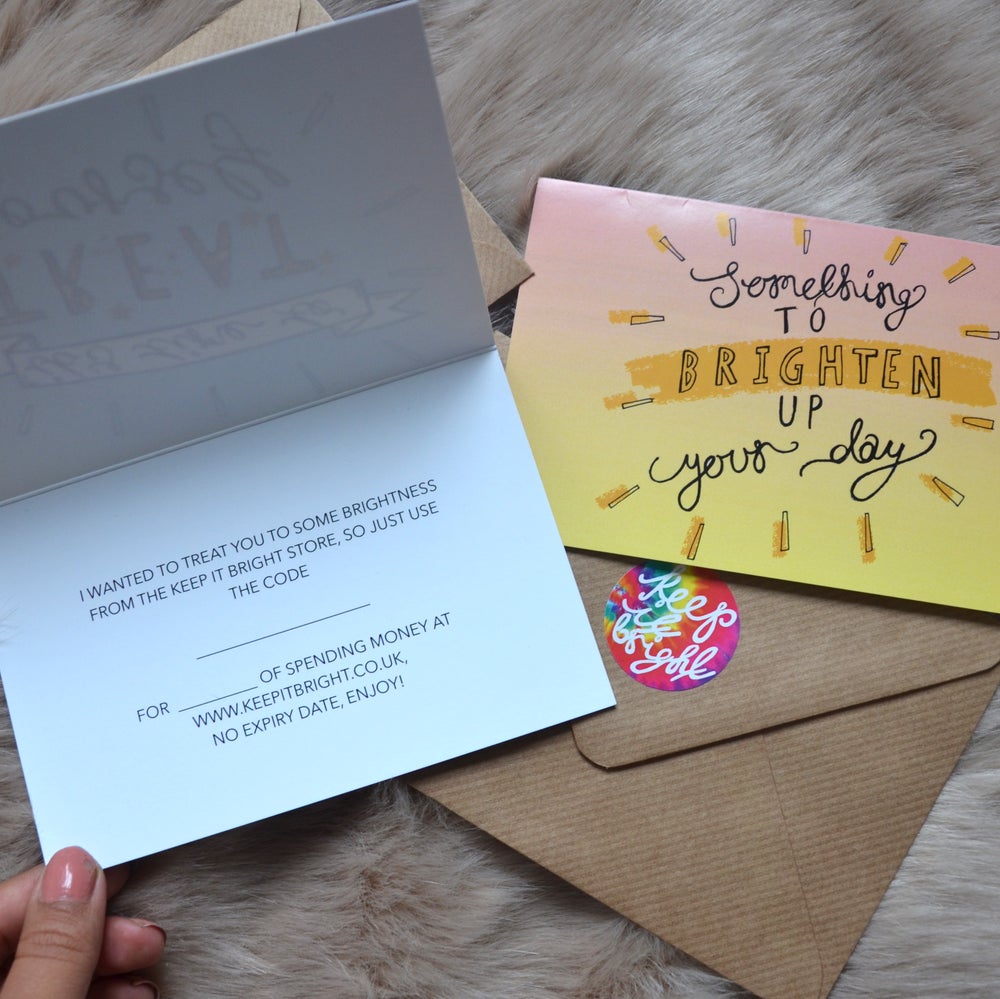 I WANTED TO TREAT YOU TO SOME BRIGHTNESS
FROM THE KEEP IT BRIGHT STORE, SO JUST USE
THE CODE
FOR ________ OF SPENDING MONEY AT
WWW.KEEPITBRIGHT.CO.UK,
NO EXPIRY DATE, ENJOY!
Something
TO
BRIGHTEN
UP
your day
Keep
it
bright
TREAT
yourself